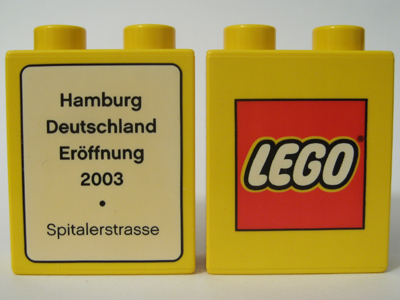 Hamburg
Deutschland
Eröffnung
2003
•
Spitalerstrasse
LEGO®